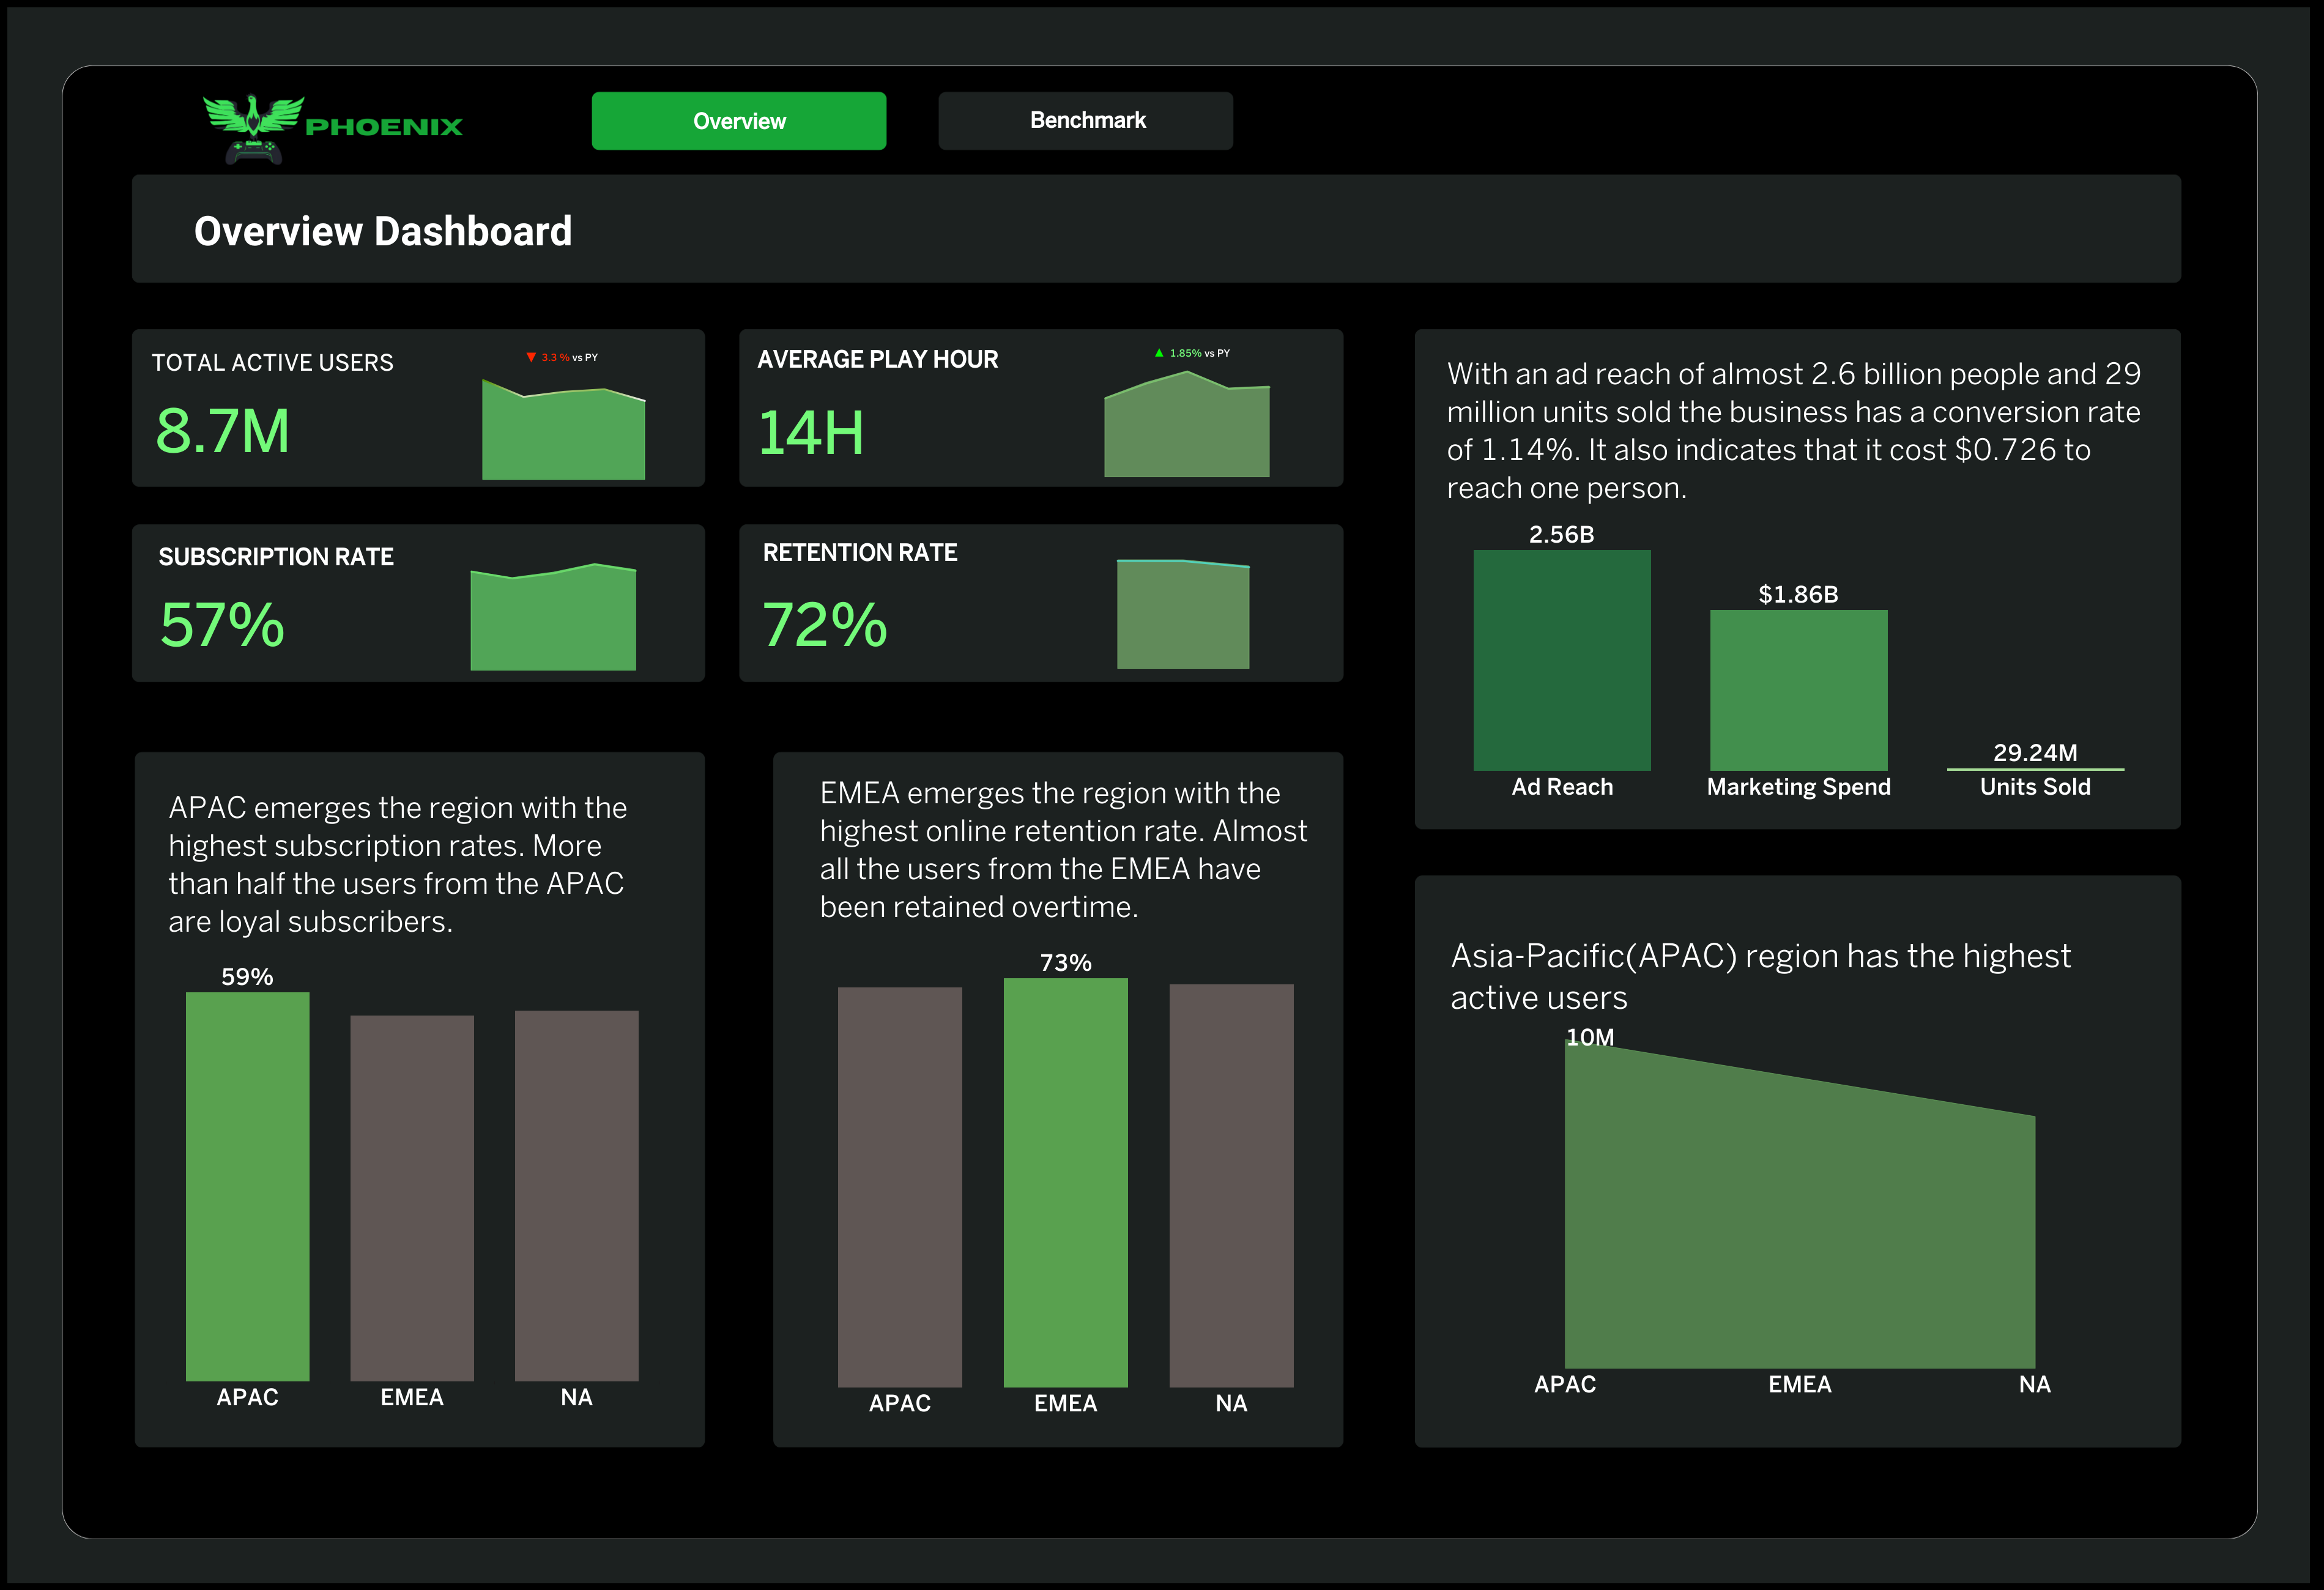 PHOENIX
Overview
Benchmark
Overview Dashboard
TOTAL ACTIVE USERS
▼ 3.3 % vs PY
8.7M
AVERAGE PLAY HOUR
▲ 1.85% vs PY
14H
SUBSCRIPTION RATE
57%
RETENTION RATE
72%
With an ad reach of almost 2.6 billion people and 29
million units sold the business has a conversion rate
of 1.14%. It also indicates that it cost $0.726 to
reach one person.
2.56B
$1.86B
29.24M
Ad Reach
Marketing Spend
Units Sold
APAC emerges the region with the
highest subscription rates. More
than half the users from the APAC
are loyal subscribers.
59%
APAC
EMEA
NA
EMEA emerges the region with the
highest online retention rate. Almost
all the users from the EMEA have
been retained overtime.
73%
APAC
EMEA
NA
Asia-Pacific(APAC) region has the highest
active users
10M
APAC
EMEA
NA